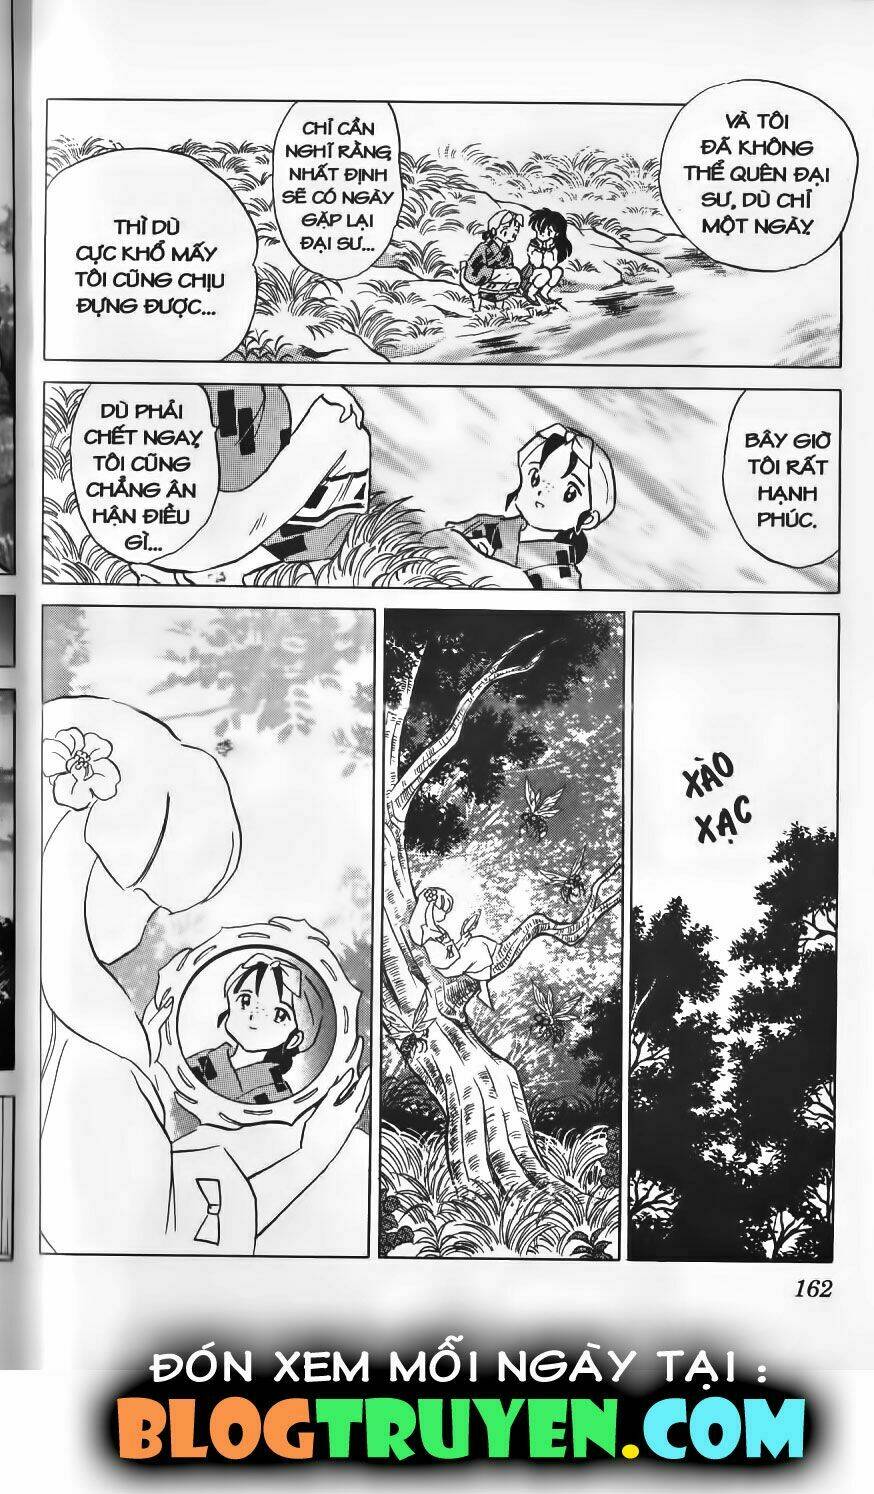 VÀ TÔI
ĐÃ KHÔNG
THỂ QUÊN ĐẠI
SƯ, DÙ CHỈ
MỘT NGÀY.
CHỈ CẦN
NGHĨ RẰNG,
NHẤT ĐỊNH
SẼ CÓ NGÀY
GẶP LẠI
ĐẠI SƯ...
THÌ DÙ
CỰC KHỔ MẤY
TÔI CŨNG CHỊU
ĐỰNG ĐƯỢC...
BÂY GIỜ
TÔI RẤT
HẠNH
PHÚC.
DÙ PHẢI
CHẾT NGAY,
TÔI CŨNG
CHẲNG ÂN
HẬN ĐIỀU
GÌ...
XÀO
XẠC
162
ĐÓN XEM MỖI NGÀY TẠI :
BLOGTRUYEN.COM